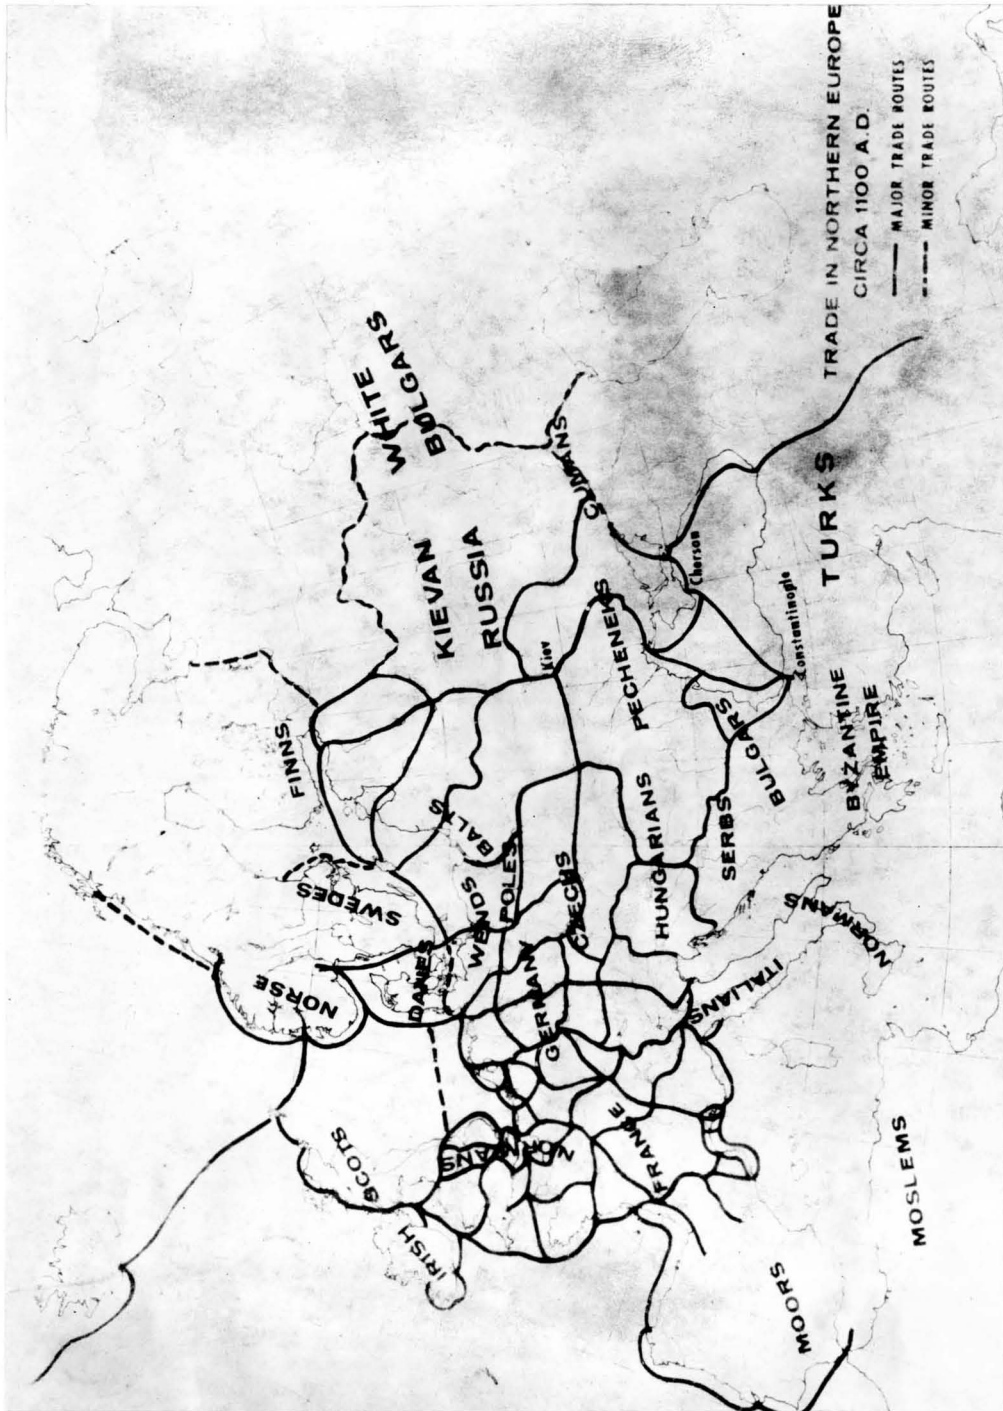 TRADE IN NORTHERN EUROPE
CIRCA 1100 A.D.
MAJOR TRADE ROUTES
MINOR TRADE ROUTES
NORSE
SWEDES
FINNS
WHITE
BULGARS
KIEVAN
RUSSIA
SCOTS
IRISH
DANES
WENDS
BALTS
POLES
Kiev
CUMANS
NORMANS
GERMANY
CZECHS
PECHENEKS
FRANCE
HUNGARIANS
Cherson
ITALIANS
SERBS
BULGARS
Constantinople
MOORS
NORMANS
BYZANTINE
EMPIRE
TURKS
MOSLEMS